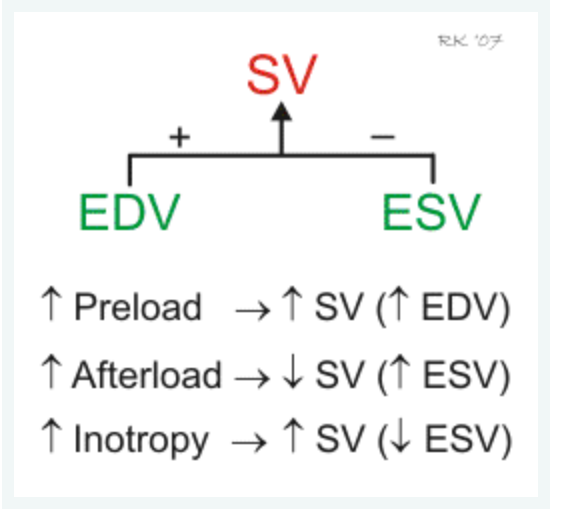 RK '07
SV
+ −
EDV ESV
↑ Preload → ↑ SV (↑ EDV)
↑ Afterload → ↓ SV (↑ ESV)
↑ Inotropy → ↑ SV (↓ ESV)